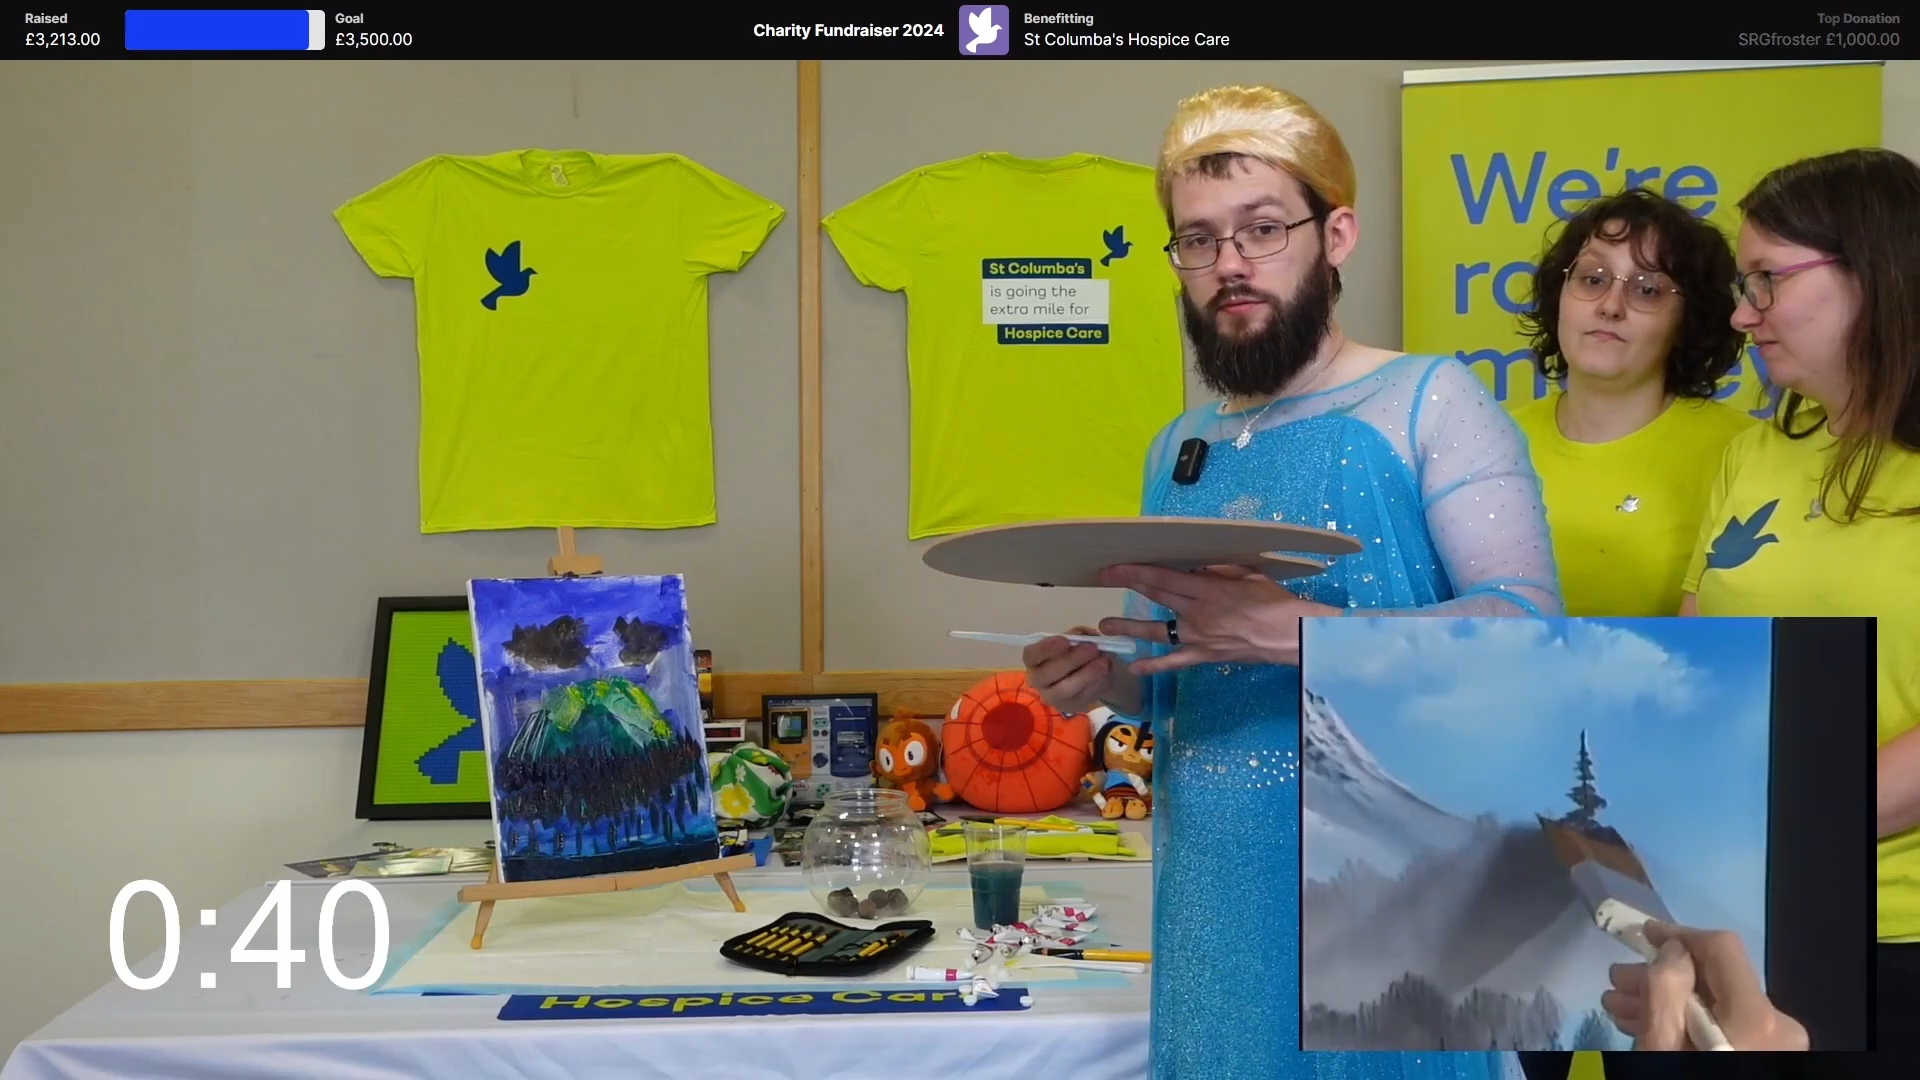 Raised
£3,213.00
Goal
£3,500.00
Charity Fundraiser 2024
Benefitting
St Columba's Hospice Care
Top Donation
SRGfroster £1,000.00
We're
St Columba's
is going the
extra mile for
Hospice Care
0:40
Hospice Care